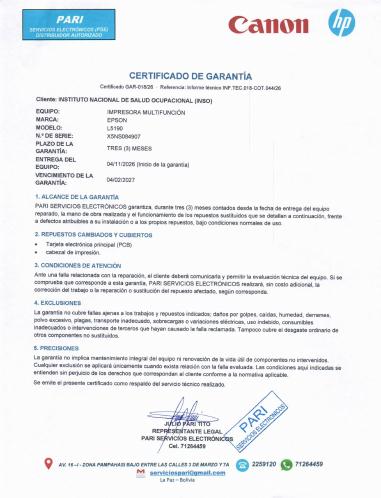 PARI
SERVICIOS ELECTRÓNICOS (PSE)
DISTRIBUIDOR AUTORIZADO
Canon
hp
CERTIFICADO DE GARANTÍA
Certificado GAR-018/26 - Referencia: Informe técnico INF.TEC.018-COT.044/26
Cliente: INSTITUTO NACIONAL DE SALUD OCUPACIONAL (INSO)
EQUIPO: IMPRESORA MULTIFUNCIÓN
MARCA: EPSON
MODELO: L5190
N.º DE SERIE: X5NS084907
PLAZO DE LA
GARANTÍA: TRES (3) MESES
ENTREGA DEL
EQUIPO: 04/11/2026 (Inicio de la garantía)
VENCIMIENTO DE LA
GARANTÍA: 04/02/2027
1. ALCANCE DE LA GARANTÍA
PARI SERVICIOS ELECTRÓNICOS garantiza, durante tres (3) meses contados desde la fecha de entrega del equipo
reparado, la mano de obra realizada y el funcionamiento de los repuestos sustituidos que se detallan a continuación, frente
a defectos atribuibles a su instalación o a los propios repuestos, bajo condiciones normales de uso.
2. REPUESTOS CAMBIADOS Y CUBIERTOS
• Tarjeta electrónica principal (PCB)
• cabezal de impresión.
3. CONDICIONES DE ATENCIÓN
Ante una falla relacionada con la reparación, el cliente deberá comunicarla y permitir la evaluación técnica del equipo. Si se
comprueba que corresponde a esta garantía, PARI SERVICIOS ELECTRÓNICOS realizará, sin costo adicional, la
corrección del trabajo o la reparación o sustitución del repuesto afectado, según corresponda.
4. EXCLUSIONES
La garantía no cubre fallas ajenas a los trabajos y repuestos indicados; daños por golpes, caídas, humedad, derrames,
polvo excesivo, plagas, transporte inadecuado, sobrecargas o variaciones eléctricas, uso indebido, consumibles
inadecuados o intervenciones de terceros que hayan causado la falla reclamada. Tampoco cubre el desgaste ordinario de
otros componentes no sustituidos.
5. PRECISIONES
La garantía no implica mantenimiento integral del equipo ni renovación de la vida útil de componentes no intervenidos.
Cualquier exclusión se aplicará únicamente cuando exista relación con la falla evaluada. Las condiciones aquí indicadas se
entienden sin perjuicio de los derechos que correspondan al cliente conforme a la normativa aplicable.
Se emite el presente certificado como respaldo del servicio técnico realizado.
JULIO PARI TITO
REPRESENTANTE LEGAL
PARI SERVICIOS ELECTRÓNICOS
Cel. 71264459
PARI
SERVICIOS ELECTRONICOS
AV. 16 –I - ZONA PAMPAHASI BAJO ENTRE LAS CALLES 3 DE MARZO Y 7A
2259120
71264459
serviciospari@gmail.com
La Paz – Bolivia